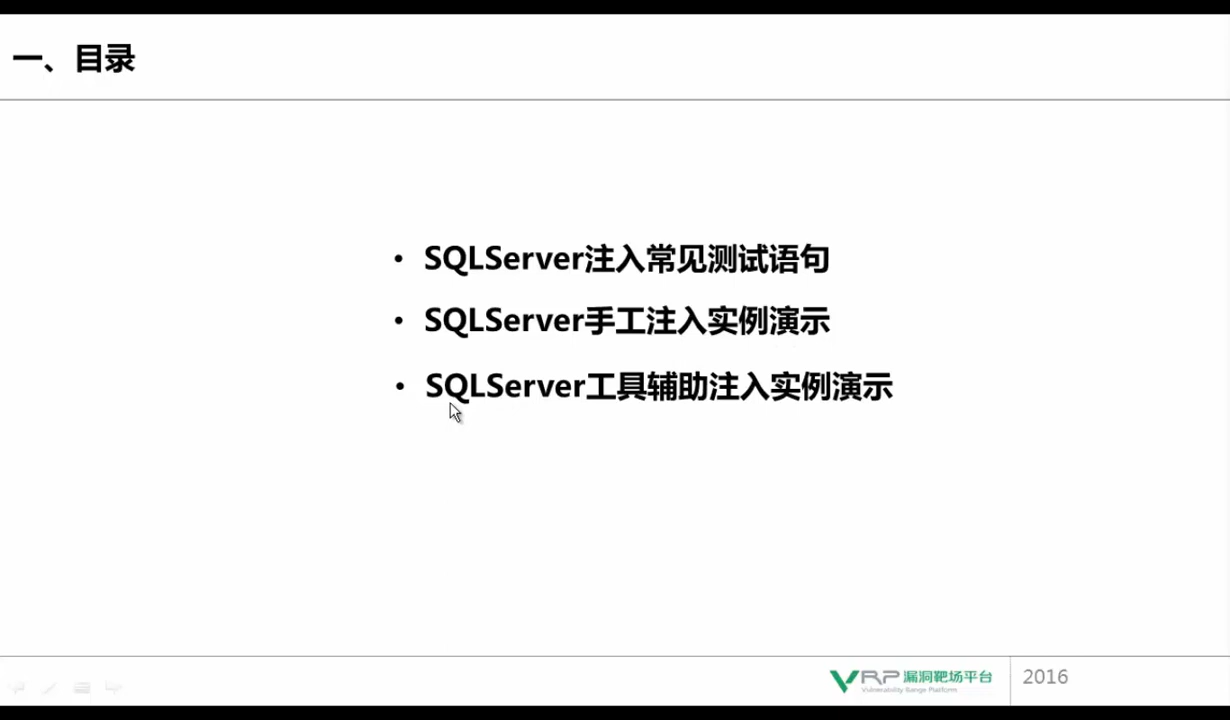 一、目录
• SQLServer注入常见测试语句
• SQLServer手工注入实例演示
• SQLServer工具辅助注入实例演示
VRP 漏洞靶场平台 2016
Vulnerability Range Platform